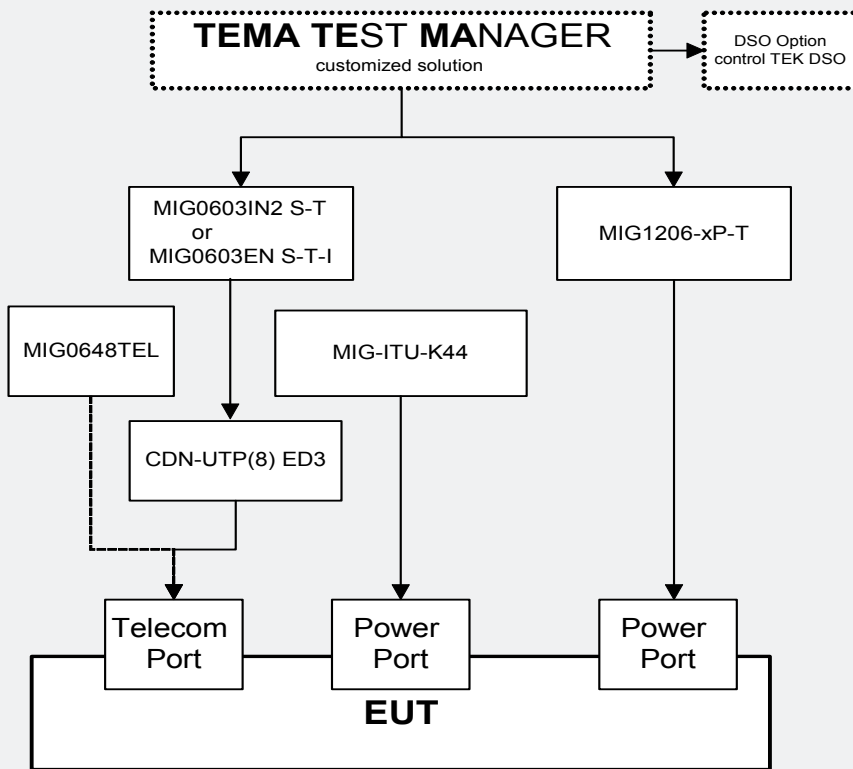 TEMA TEST MANAGER
customized solution
DSO Option
control TEK DSO
MIG0603IN2 S-T
or
MIG0603EN S-T-I
MIG1206-xP-T
MIG0648TEL
MIG-ITU-K44
CDN-UTP(8) ED3
Telecom
Port
Power
Port
Power
Port
EUT